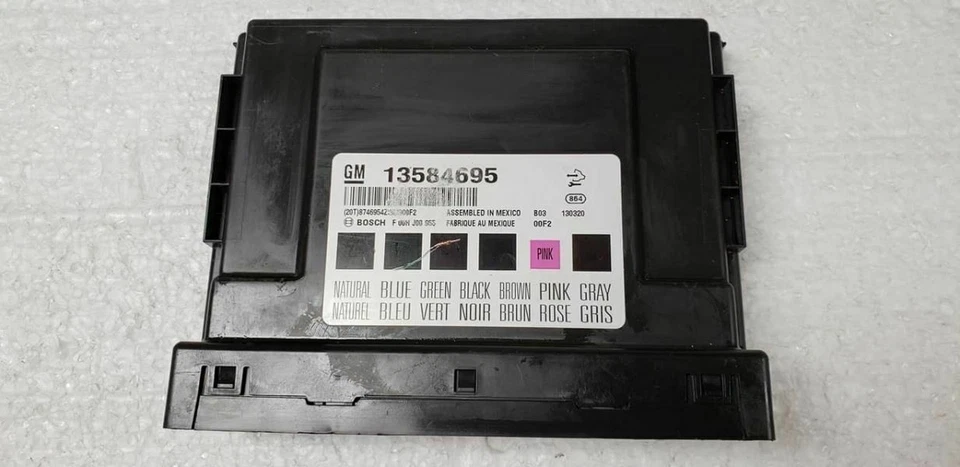 GM 13584695
864
ASSEMBLED IN MEXICO B03 130320
BOSCH FABRIQUE AU MEXIQUE 00F2
PINK
NATURAL BLUE GREEN BLACK BROWN PINK GRAY
NATUREL BLEU VERT NOIR BRUN ROSE GRIS